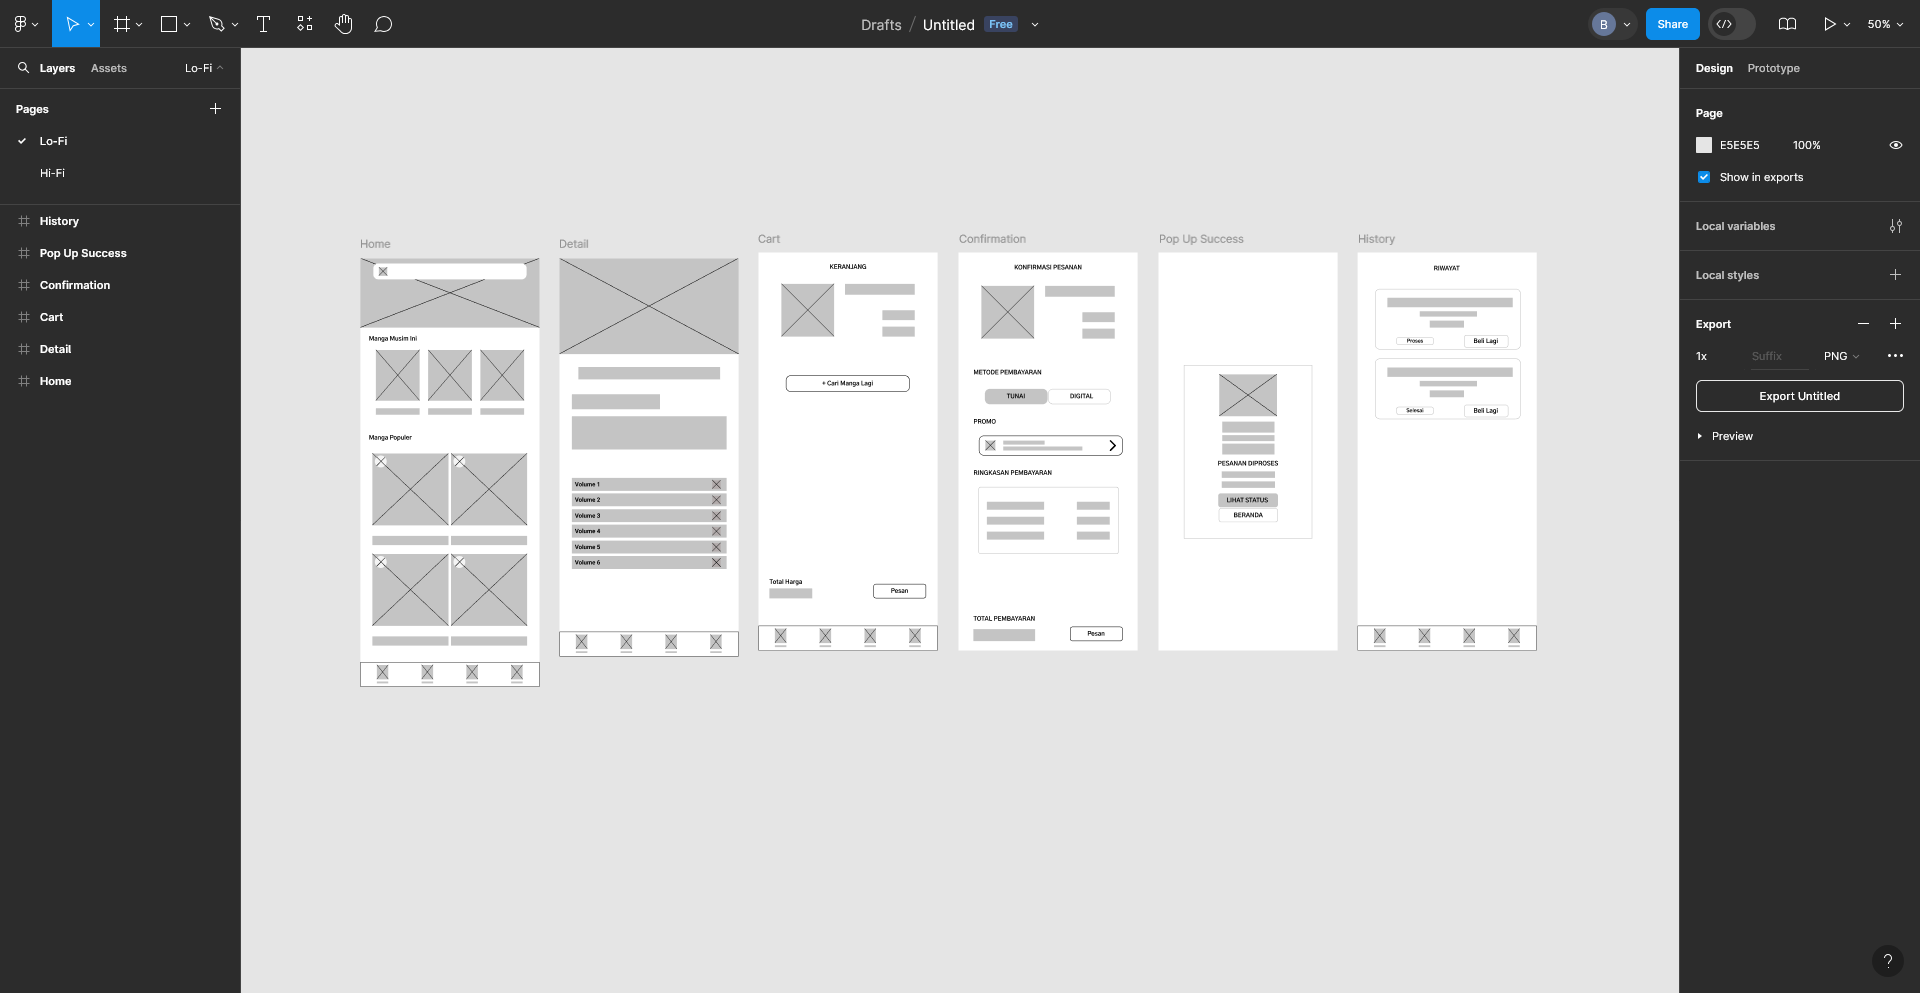 Drafts / Untitled Free
B
Share
50%
Layers Assets Lo-Fi
Pages
Lo-Fi
Hi-Fi
History
Pop Up Success
Confirmation
Cart
Detail
Home
Home
Manga Musim Ini
Manga Populer
Detail
Volume 1
Volume 2
Volume 3
Volume 4
Volume 5
Volume 6
Cart
KERANJANG
+ Cari Manga Lagi
Total Harga
Pesan
Confirmation
KONFIRMASI PESANAN
METODE PEMBAYARAN
TUNAI
DIGITAL
PROMO
RINGKASAN PEMBAYARAN
TOTAL PEMBAYARAN
Pesan
Pop Up Success
PESANAN DIPROSES
LIHAT STATUS
BERANDA
History
RIWAYAT
Proses
Beli Lagi
Selesai
Beli Lagi
Design Prototype
Page
E5E5E5 100%
Show in exports
Local variables
Local styles
Export
1x Suffix PNG
Export Untitled
Preview
?